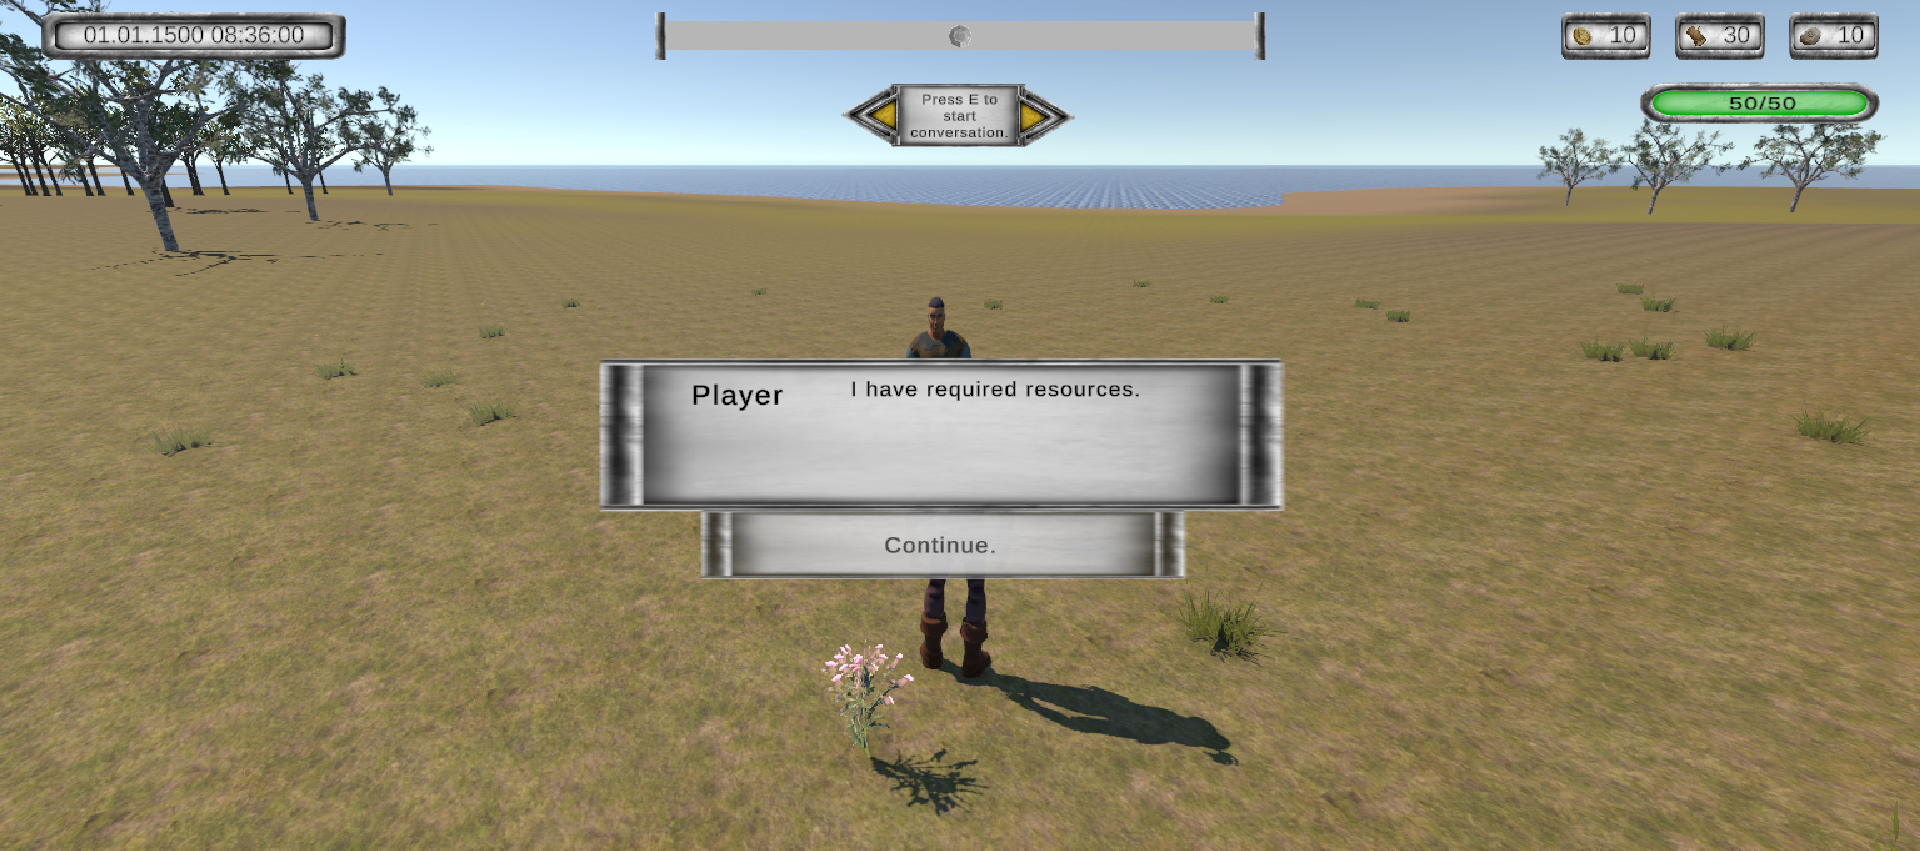 01.01.1500 08:36:00
10
30
10
50/50
Press E to
start
conversation.
Player
I have required resources.
Continue.